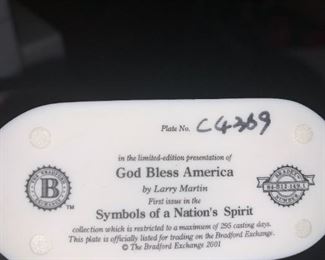 Plate No. C4369
in the limited-edition presentation of
God Bless America
by Larry Martin
First issue in the
Symbols of a Nation's Spirit
collection which is restricted to a maximum of 295 casting days.
This plate is officially listed for trading on the Bradford Exchange.
© The Bradford Exchange 2001
B
TM